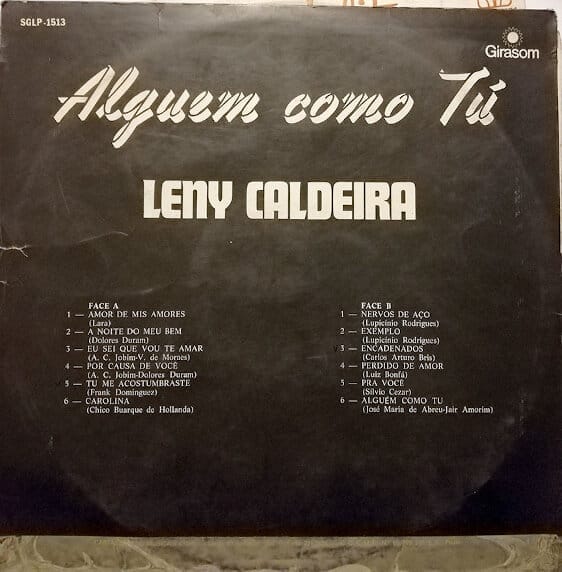 SGLP-1513
Girasom
Alguem como Tú
LENY CALDEIRA
FACE A
1 — AMOR DE MIS AMORES
(Lara)
2 — A NOITE DO MEU BEM
(Dolores Duram)
3 — EU SEI QUE VOU TE AMAR
(A. C. Jobim-V. de Moraes)
4 — POR CAUSA DE VOCÊ
(A. C. Jobim-Dolores Duram)
5 — TU ME ACOSTUMBRASTE
(Frank Dominguez)
6 — CAROLINA
(Chico Buarque de Hollanda)
FACE B
1 — NERVOS DE AÇO
(Lupicinio Rodrigues)
2 — EXEMPLO
(Lupicínio Rodrigues)
3 — ENCADENADOS
(Carlos Arturo Bris)
4 — PERDIDO DE AMOR
(Luiz Bonfá)
5 — PRA VOCÊ
(Silvio Cezar)
6 — ALGUÉM COMO TU
(José Maria de Abreu-Jair Amorim)